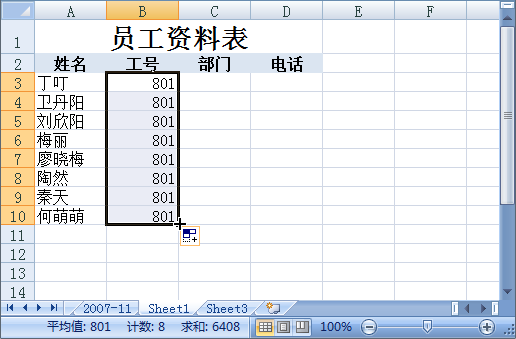 A B C D E F
1 员工资料表
2 姓名 工号 部门 电话
3 丁叮 801
4 卫丹阳 801
5 刘欣阳 801
6 梅丽 801
7 廖晓梅 801
8 陶然 801
9 秦天 801
10 何萌萌 801
11
12
13
14
2007-11 Sheet1 Sheet3
平均值: 801 计数: 8 求和: 6408 100%